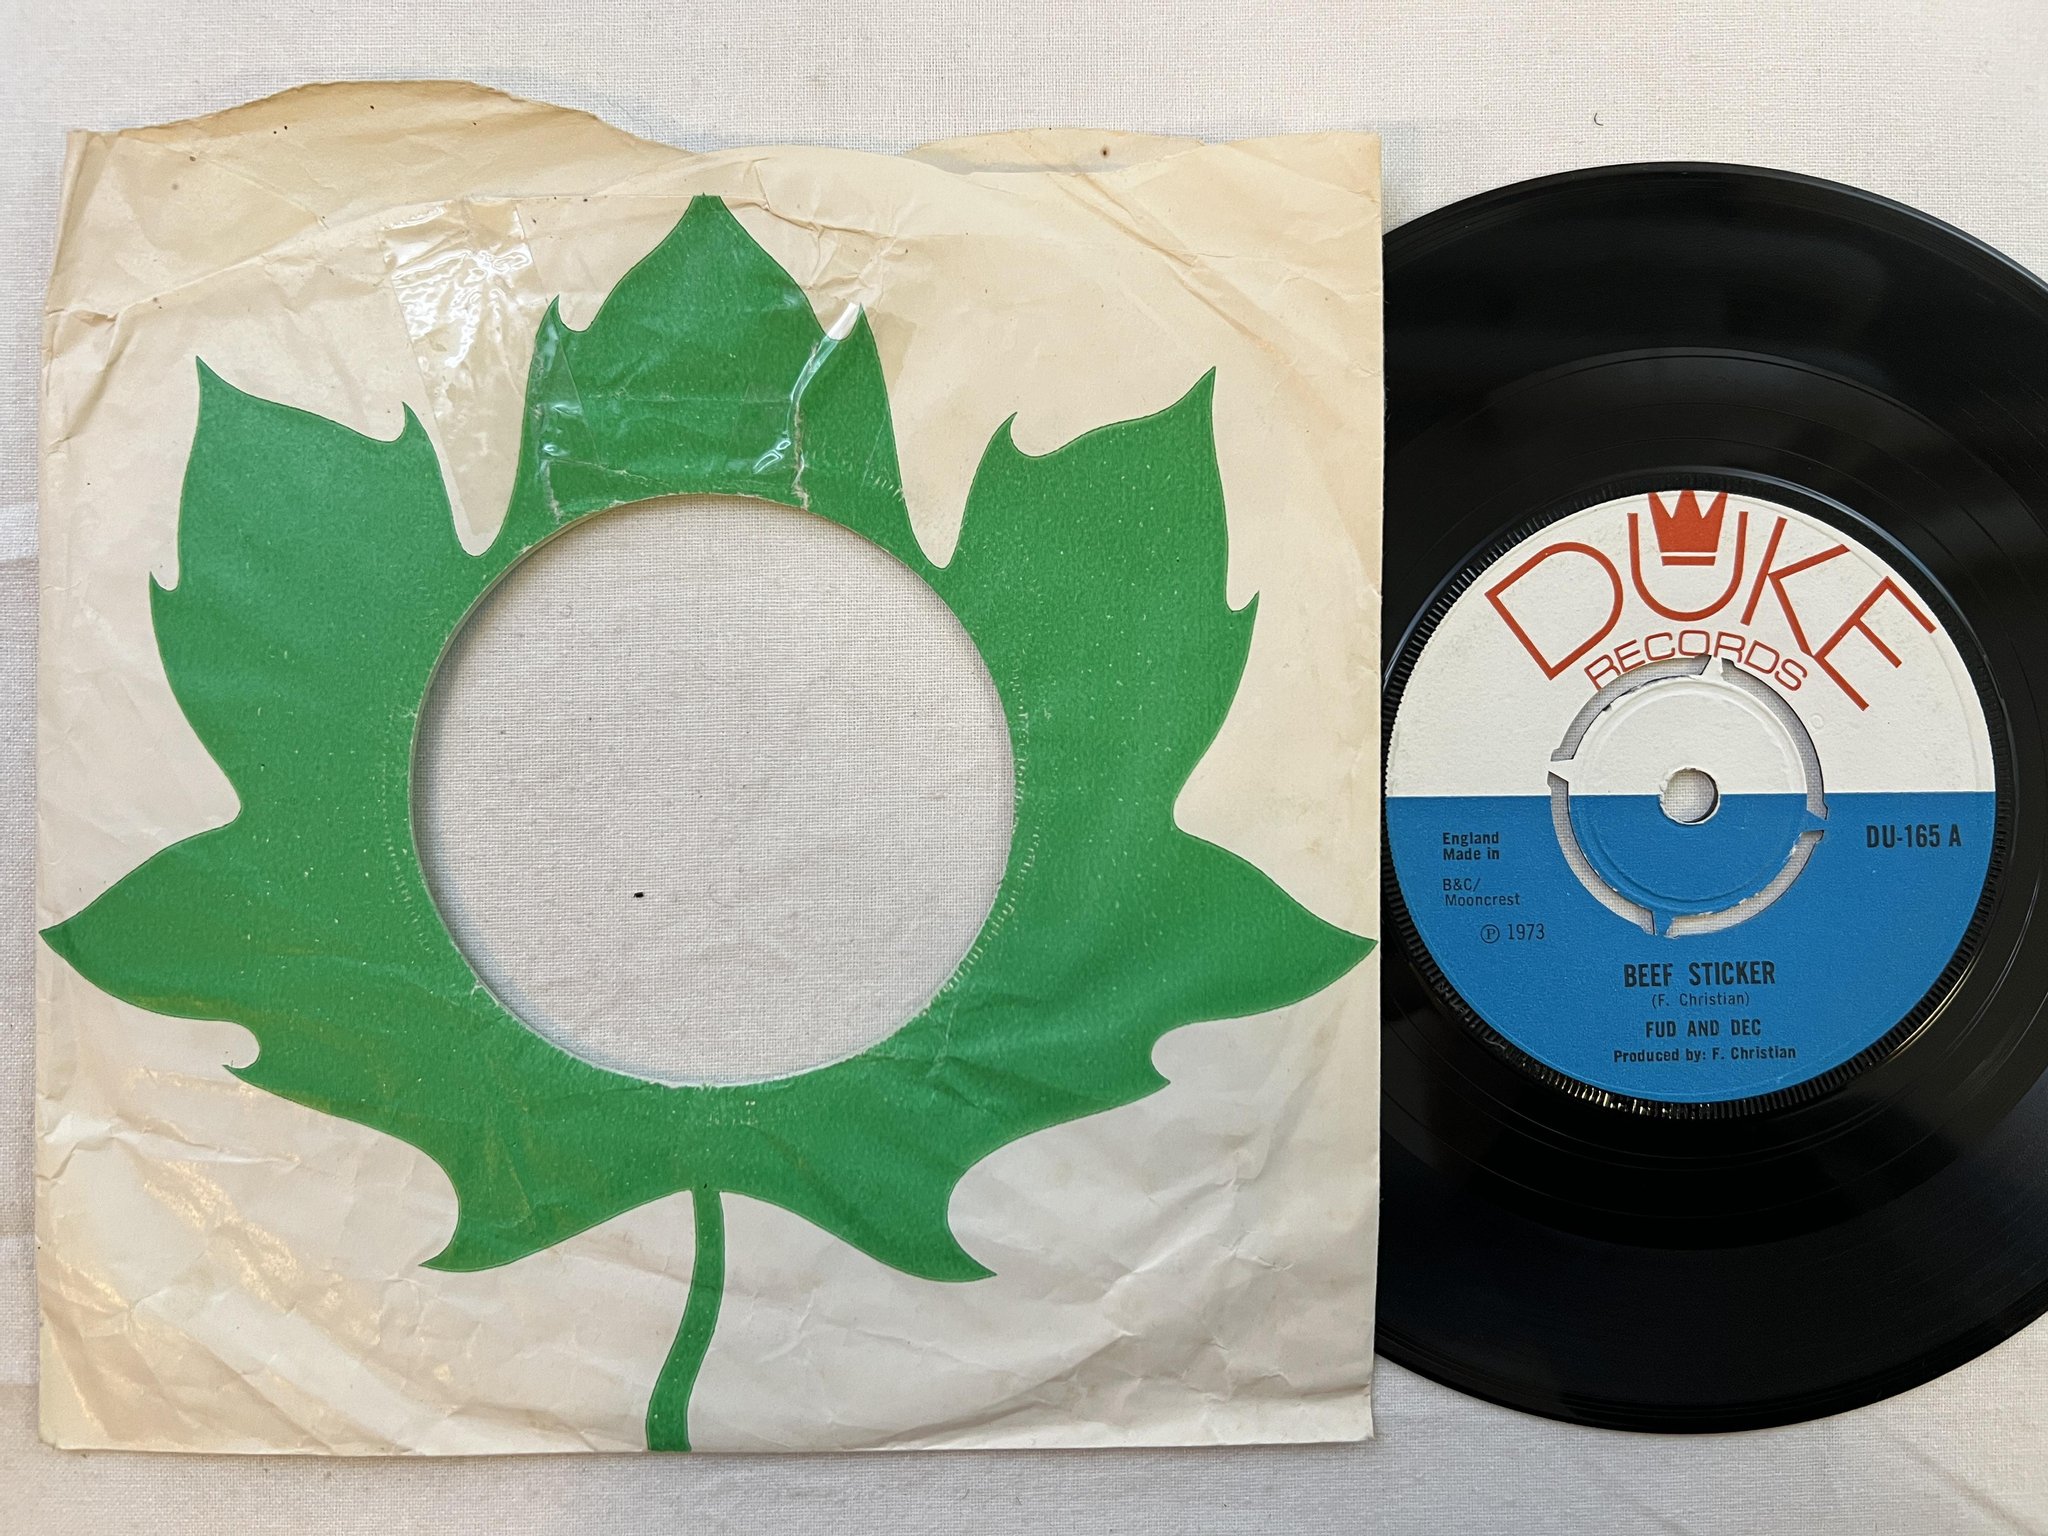 DUKE
RECORDS
England
Made in
DU-165 A
B&C/
Mooncrest
Ⓟ 1973
BEEF STICKER
(F. Christian)
FUD AND DEC
Produced by: F. Christian